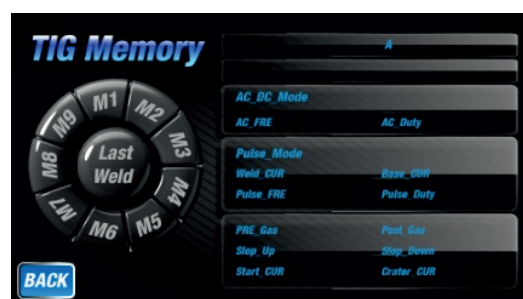 TIG Memory
A
M1
M2
M3
M4
M5
M6
M7
M8
M9
Last
Weld
AC_DC_Mode
AC_FRE AC_Duty
Pulse_Mode
Weld_CUR Base_CUR
Pulse_FRE Pulse_Duty
PRE_Gas Post_Gas
Slop_Up Slop_Down
Start_CUR Crater_CUR
BACK